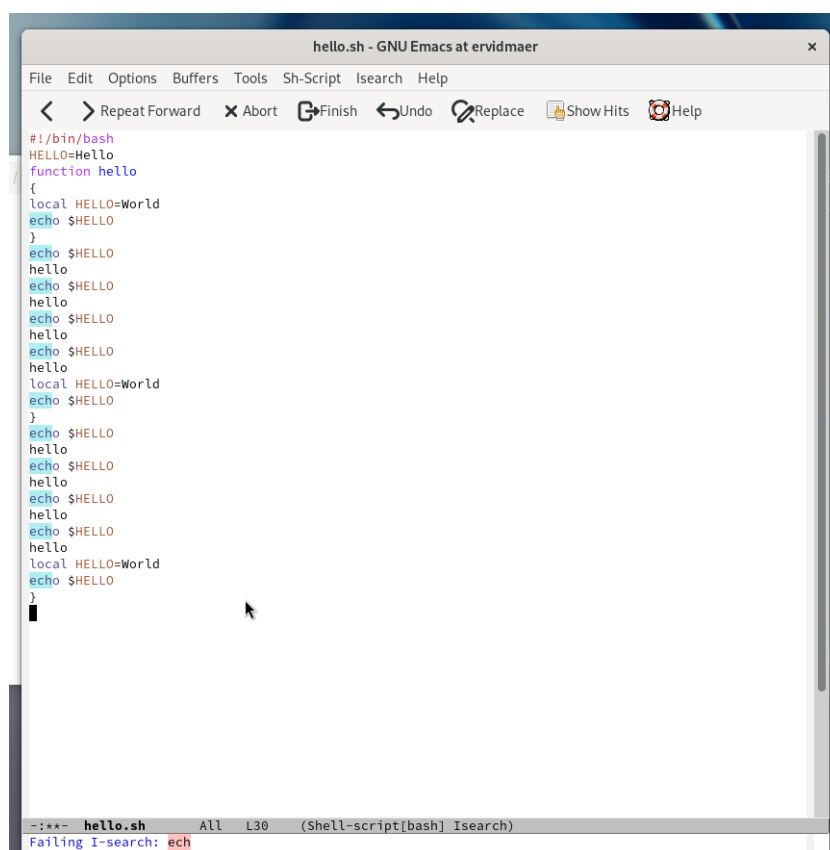 hello.sh - GNU Emacs at ervidmaer ×
File Edit Options Buffers Tools Sh-Script Isearch Help
Repeat Forward Abort Finish Undo Replace Show Hits Help
#!/bin/bash
HELLO=Hello
function hello
{
local HELLO=World
echo $HELLO
}
echo $HELLO
hello
echo $HELLO
hello
echo $HELLO
hello
echo $HELLO
hello
local HELLO=World
echo $HELLO
}
echo $HELLO
hello
echo $HELLO
hello
echo $HELLO
hello
echo $HELLO
hello
local HELLO=World
echo $HELLO
}
-:**- hello.sh All L30 (Shell-script[bash] Isearch)
Failing I-search: ech